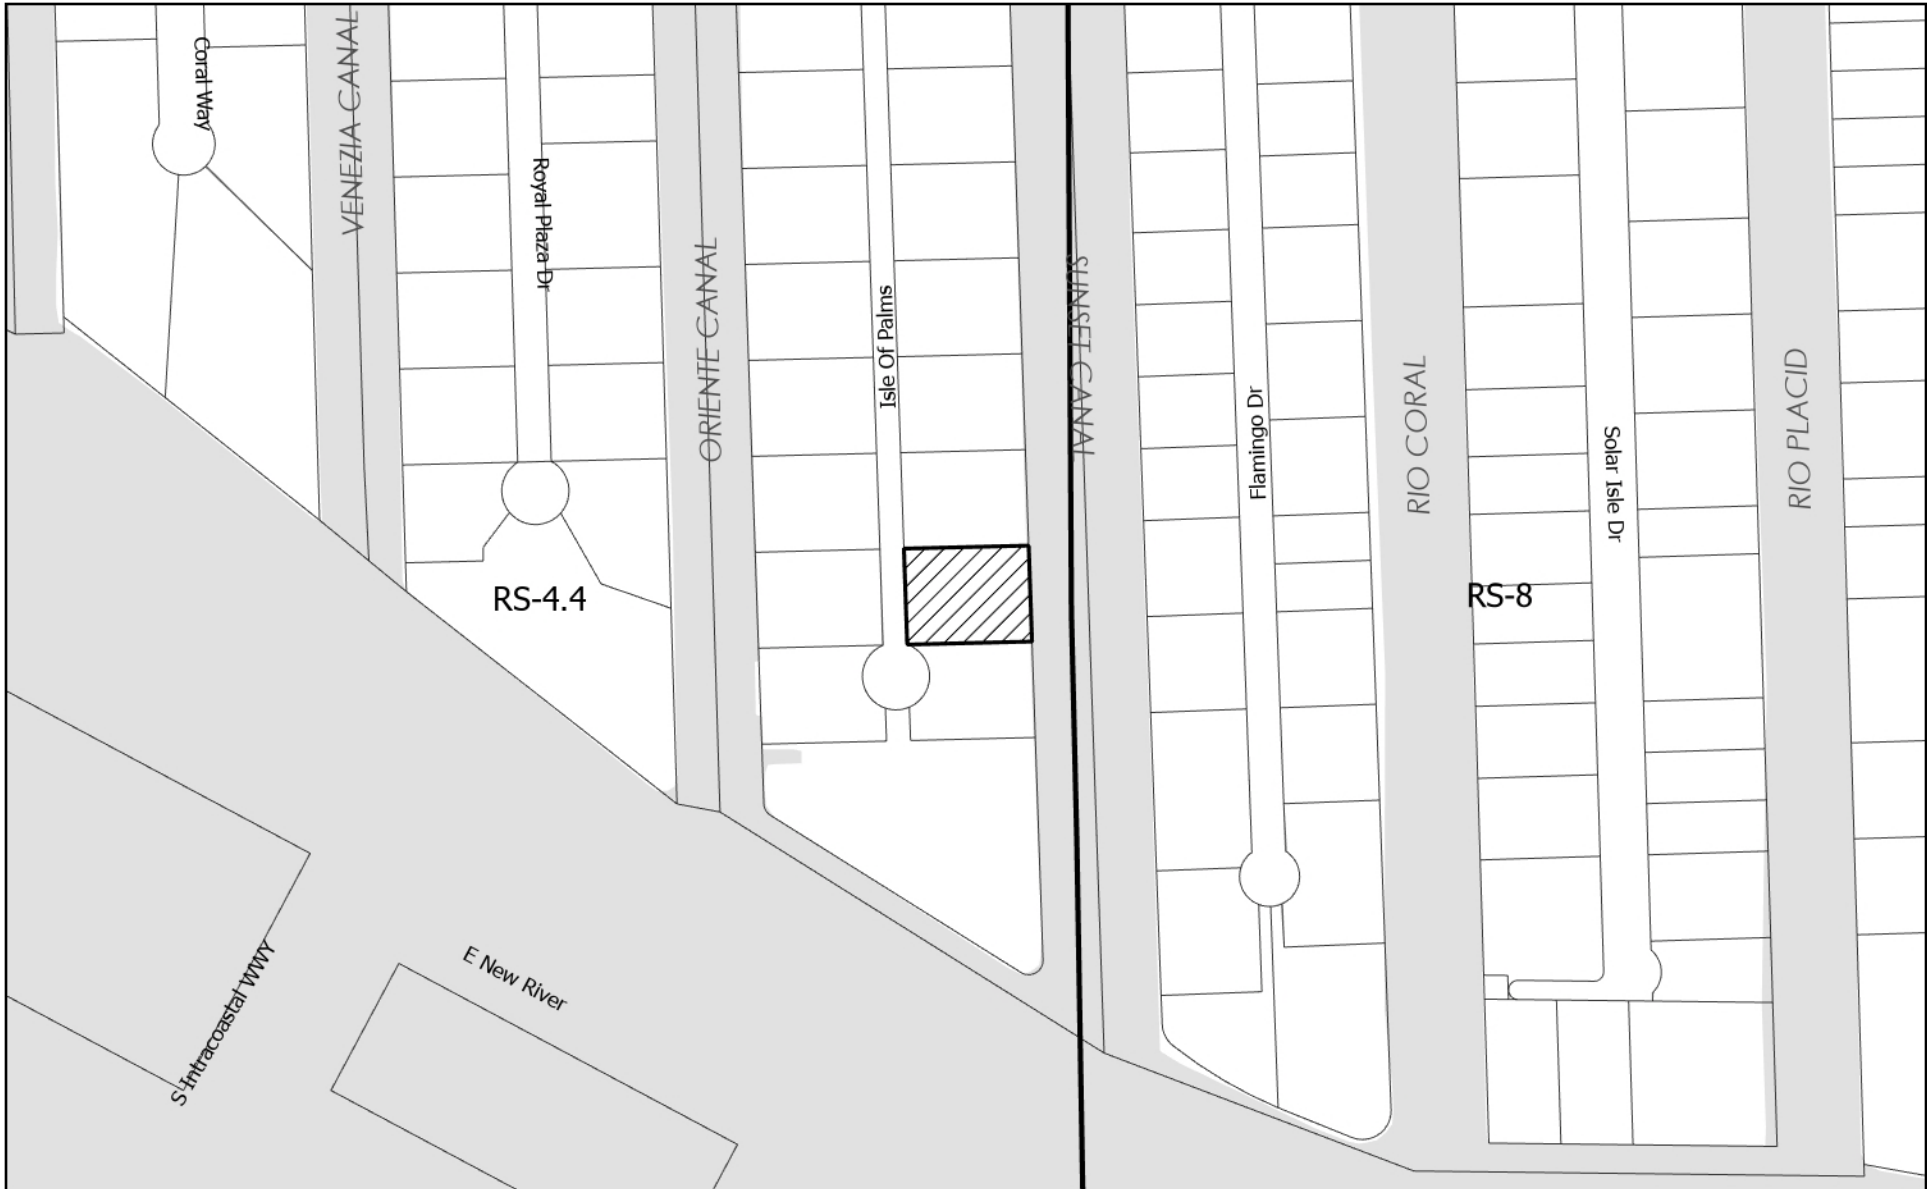 Coral Way
VENEZIA CANAL
Royal Plaza Dr
ORIENTE CANAL
Isle Of Palms
SUNSET CANAL
Flamingo Dr
RIO CORAL
Solar Isle Dr
RIO PLACID
RS-4.4
RS-8
E New River
S Intracoastal WWY